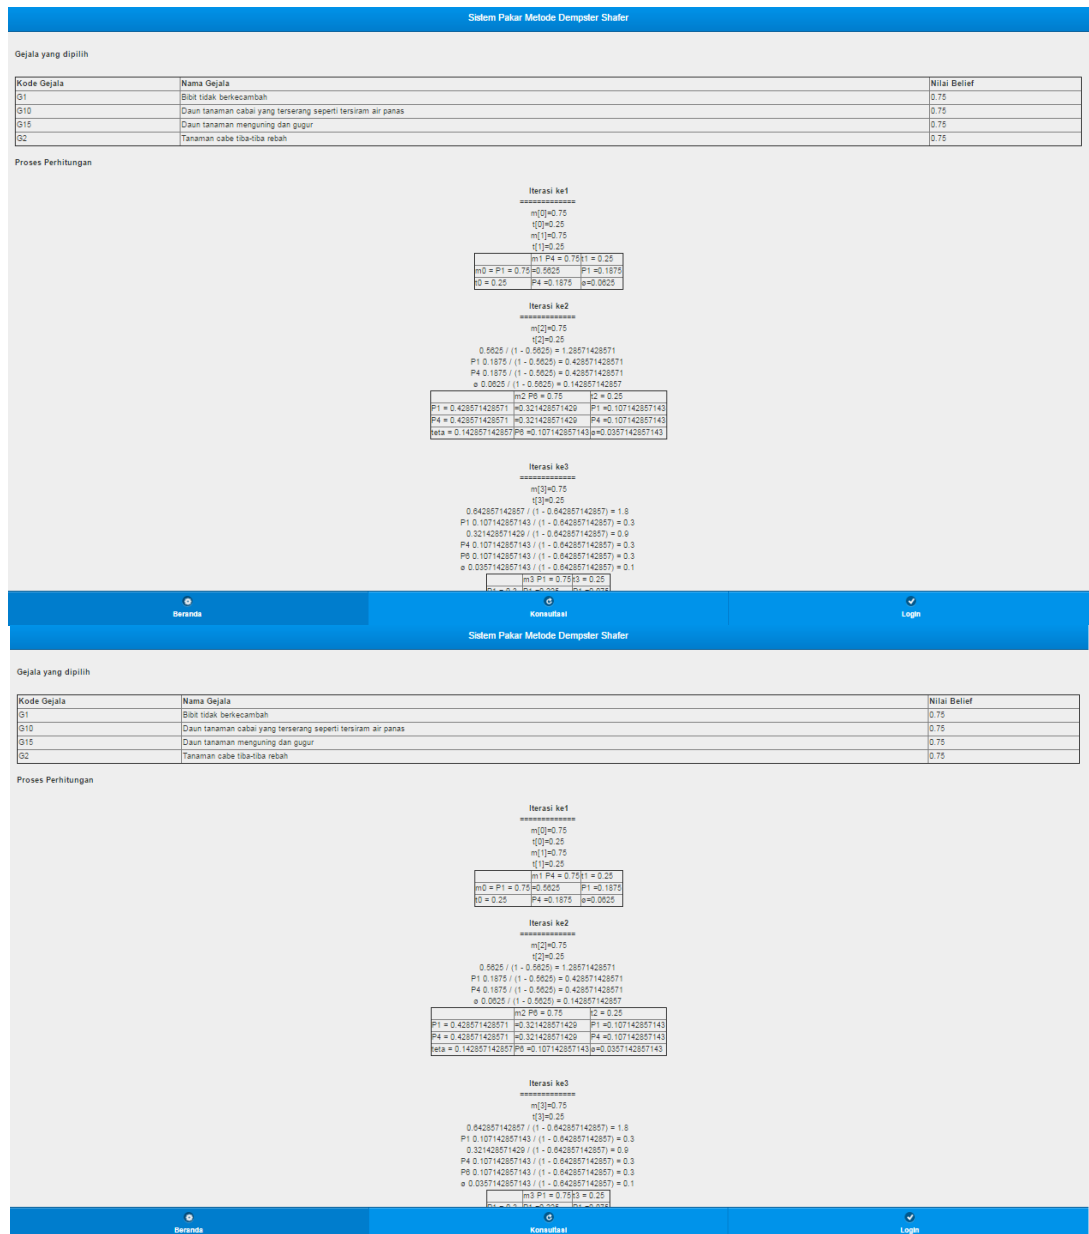 Sistem Pakar Metode Dempster Shafer
Gejala yang dipilih
Kode Gejala Nama Gejala Nilai Belief
G1 Bibit tidak berkecambah 0.75
G10 Daun tanaman cabai yang terserang seperti tersiram air panas 0.75
G15 Daun tanaman menguning dan gugur 0.75
G2 Tanaman cabe tiba-tiba rebah 0.75
Proses Perhitungan
Iterasi ke1
=============
m[0]=0.75
t[0]=0.25
m[1]=0.75
t[1]=0.25
m1 P4 = 0.75 t1 = 0.25
m0 = P1 = 0.75 =0.5625 P1 =0.1875
t0 = 0.25 P4 =0.1875 ø=0.0625
Iterasi ke2
=============
m[2]=0.75
t[2]=0.25
0.5625 / (1 - 0.5625) = 1.28571428571
P1 0.1875 / (1 - 0.5625) = 0.428571428571
P4 0.1875 / (1 - 0.5625) = 0.428571428571
ø 0.0625 / (1 - 0.5625) = 0.142857142857
m2 P6 = 0.75 t2 = 0.25
P1 = 0.428571428571 =0.321428571429 P1 =0.107142857143
P4 = 0.428571428571 =0.321428571429 P4 =0.107142857143
teta = 0.142857142857 P6 =0.107142857143 ø=0.0357142857143
Iterasi ke3
=============
m[3]=0.75
t[3]=0.25
0.642857142857 / (1 - 0.642857142857) = 1.8
P1 0.107142857143 / (1 - 0.642857142857) = 0.3
0.321428571429 / (1 - 0.642857142857) = 0.9
P4 0.107142857143 / (1 - 0.642857142857) = 0.3
P6 0.107142857143 / (1 - 0.642857142857) = 0.3
ø 0.0357142857143 / (1 - 0.642857142857) = 0.1
m3 P1 = 0.75 t3 = 0.25
P1 = 0.3 P1 =0.225 P1 =0.075
Beranda Konsultasi Login
Sistem Pakar Metode Dempster Shafer
Gejala yang dipilih
Kode Gejala Nama Gejala Nilai Belief
G1 Bibit tidak berkecambah 0.75
G10 Daun tanaman cabai yang terserang seperti tersiram air panas 0.75
G15 Daun tanaman menguning dan gugur 0.75
G2 Tanaman cabe tiba-tiba rebah 0.75
Proses Perhitungan
Iterasi ke1
=============
m[0]=0.75
t[0]=0.25
m[1]=0.75
t[1]=0.25
m1 P4 = 0.75 t1 = 0.25
m0 = P1 = 0.75 =0.5625 P1 =0.1875
t0 = 0.25 P4 =0.1875 ø=0.0625
Iterasi ke2
=============
m[2]=0.75
t[2]=0.25
0.5625 / (1 - 0.5625) = 1.28571428571
P1 0.1875 / (1 - 0.5625) = 0.428571428571
P4 0.1875 / (1 - 0.5625) = 0.428571428571
ø 0.0625 / (1 - 0.5625) = 0.142857142857
m2 P6 = 0.75 t2 = 0.25
P1 = 0.428571428571 =0.321428571429 P1 =0.107142857143
P4 = 0.428571428571 =0.321428571429 P4 =0.107142857143
teta = 0.142857142857 P6 =0.107142857143 ø=0.0357142857143
Iterasi ke3
=============
m[3]=0.75
t[3]=0.25
0.642857142857 / (1 - 0.642857142857) = 1.8
P1 0.107142857143 / (1 - 0.642857142857) = 0.3
0.321428571429 / (1 - 0.642857142857) = 0.9
P4 0.107142857143 / (1 - 0.642857142857) = 0.3
P6 0.107142857143 / (1 - 0.642857142857) = 0.3
ø 0.0357142857143 / (1 - 0.642857142857) = 0.1
m3 P1 = 0.75 t3 = 0.25
P1 = 0.3 P1 =0.225 P1 =0.075
Beranda Konsultasi Login